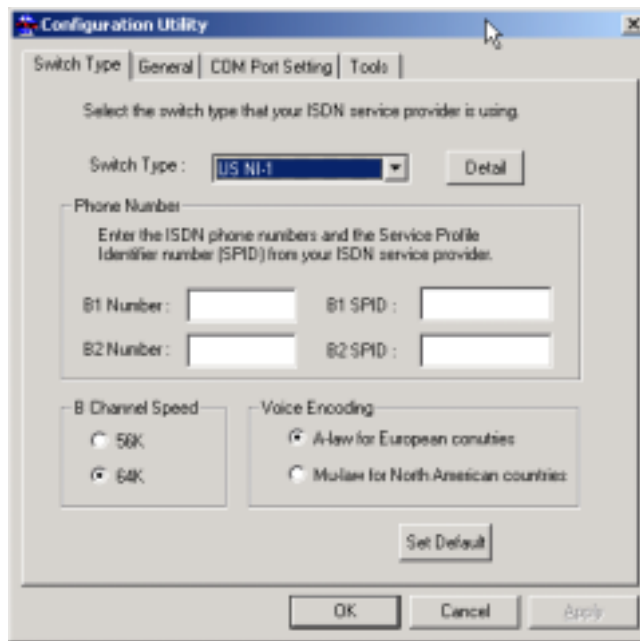 Configuration Utility
Switch Type General COM Port Setting Tools
Select the switch type that your ISDN service provider is using.
Switch Type : US NI-1 Detail
Phone Number
Enter the ISDN phone numbers and the Service Profile
Identifier number (SPID) from your ISDN service provider.
B1 Number : B1 SPID :
B2 Number : B2 SPID :
B Channel Speed Voice Encoding
56K A-law for European conutries
64K Mu-law for North American countries
Set Default
OK Cancel Apply